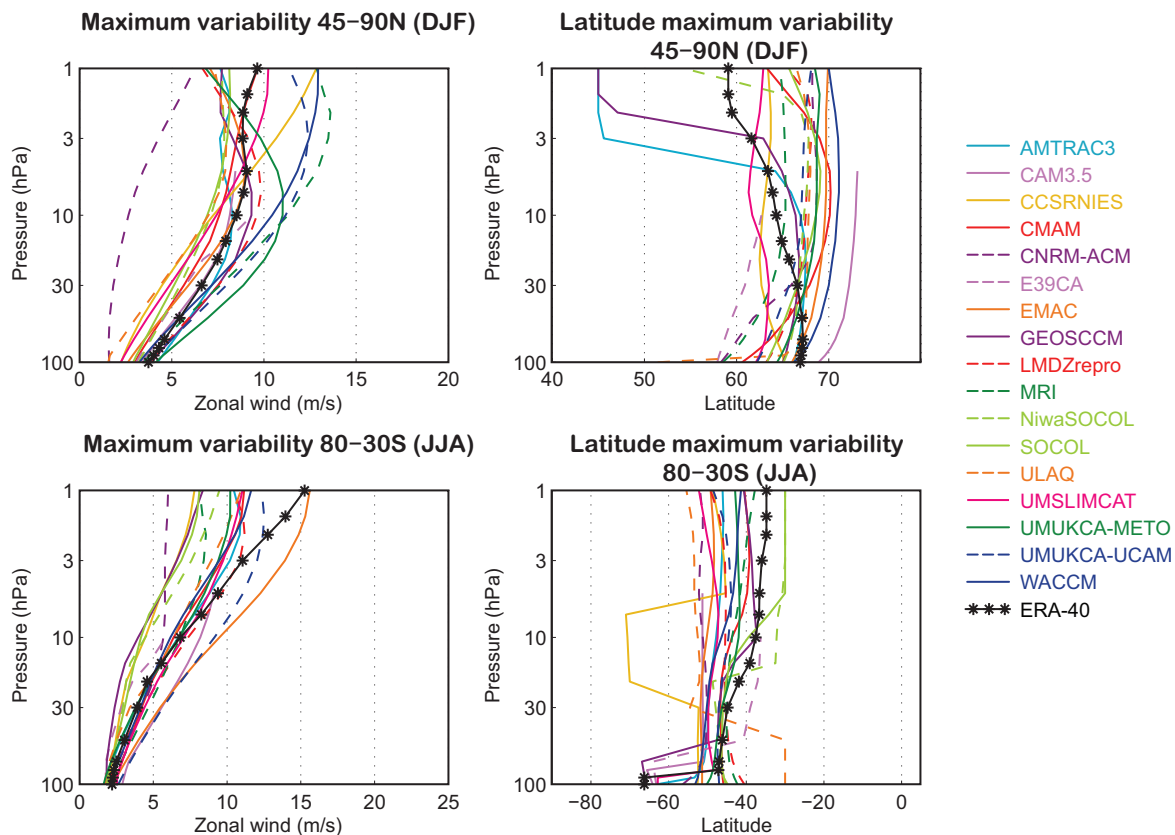 Maximum variability 45−90N (DJF)
1
3
10
30
100
Pressure (hPa)
0
5
10
15
20
Zonal wind (m/s)
Latitude maximum variability
45−90N (DJF)
1
3
10
30
100
Pressure (hPa)
40
50
60
70
Latitude
Maximum variability 80−30S (JJA)
1
3
10
30
100
Pressure (hPa)
0
5
10
15
20
25
Zonal wind (m/s)
Latitude maximum variability
80−30S (JJA)
1
3
10
30
100
Pressure (hPa)
−80
−60
−40
−20
0
Latitude
AMTRAC3
CAM3.5
CCSRNIES
CMAM
CNRM-ACM
E39CA
EMAC
GEOSCCM
LMDZrepro
MRI
NiwaSOCOL
SOCOL
ULAQ
UMSLIMCAT
UMUKCA-METO
UMUKCA-UCAM
WACCM
ERA-40